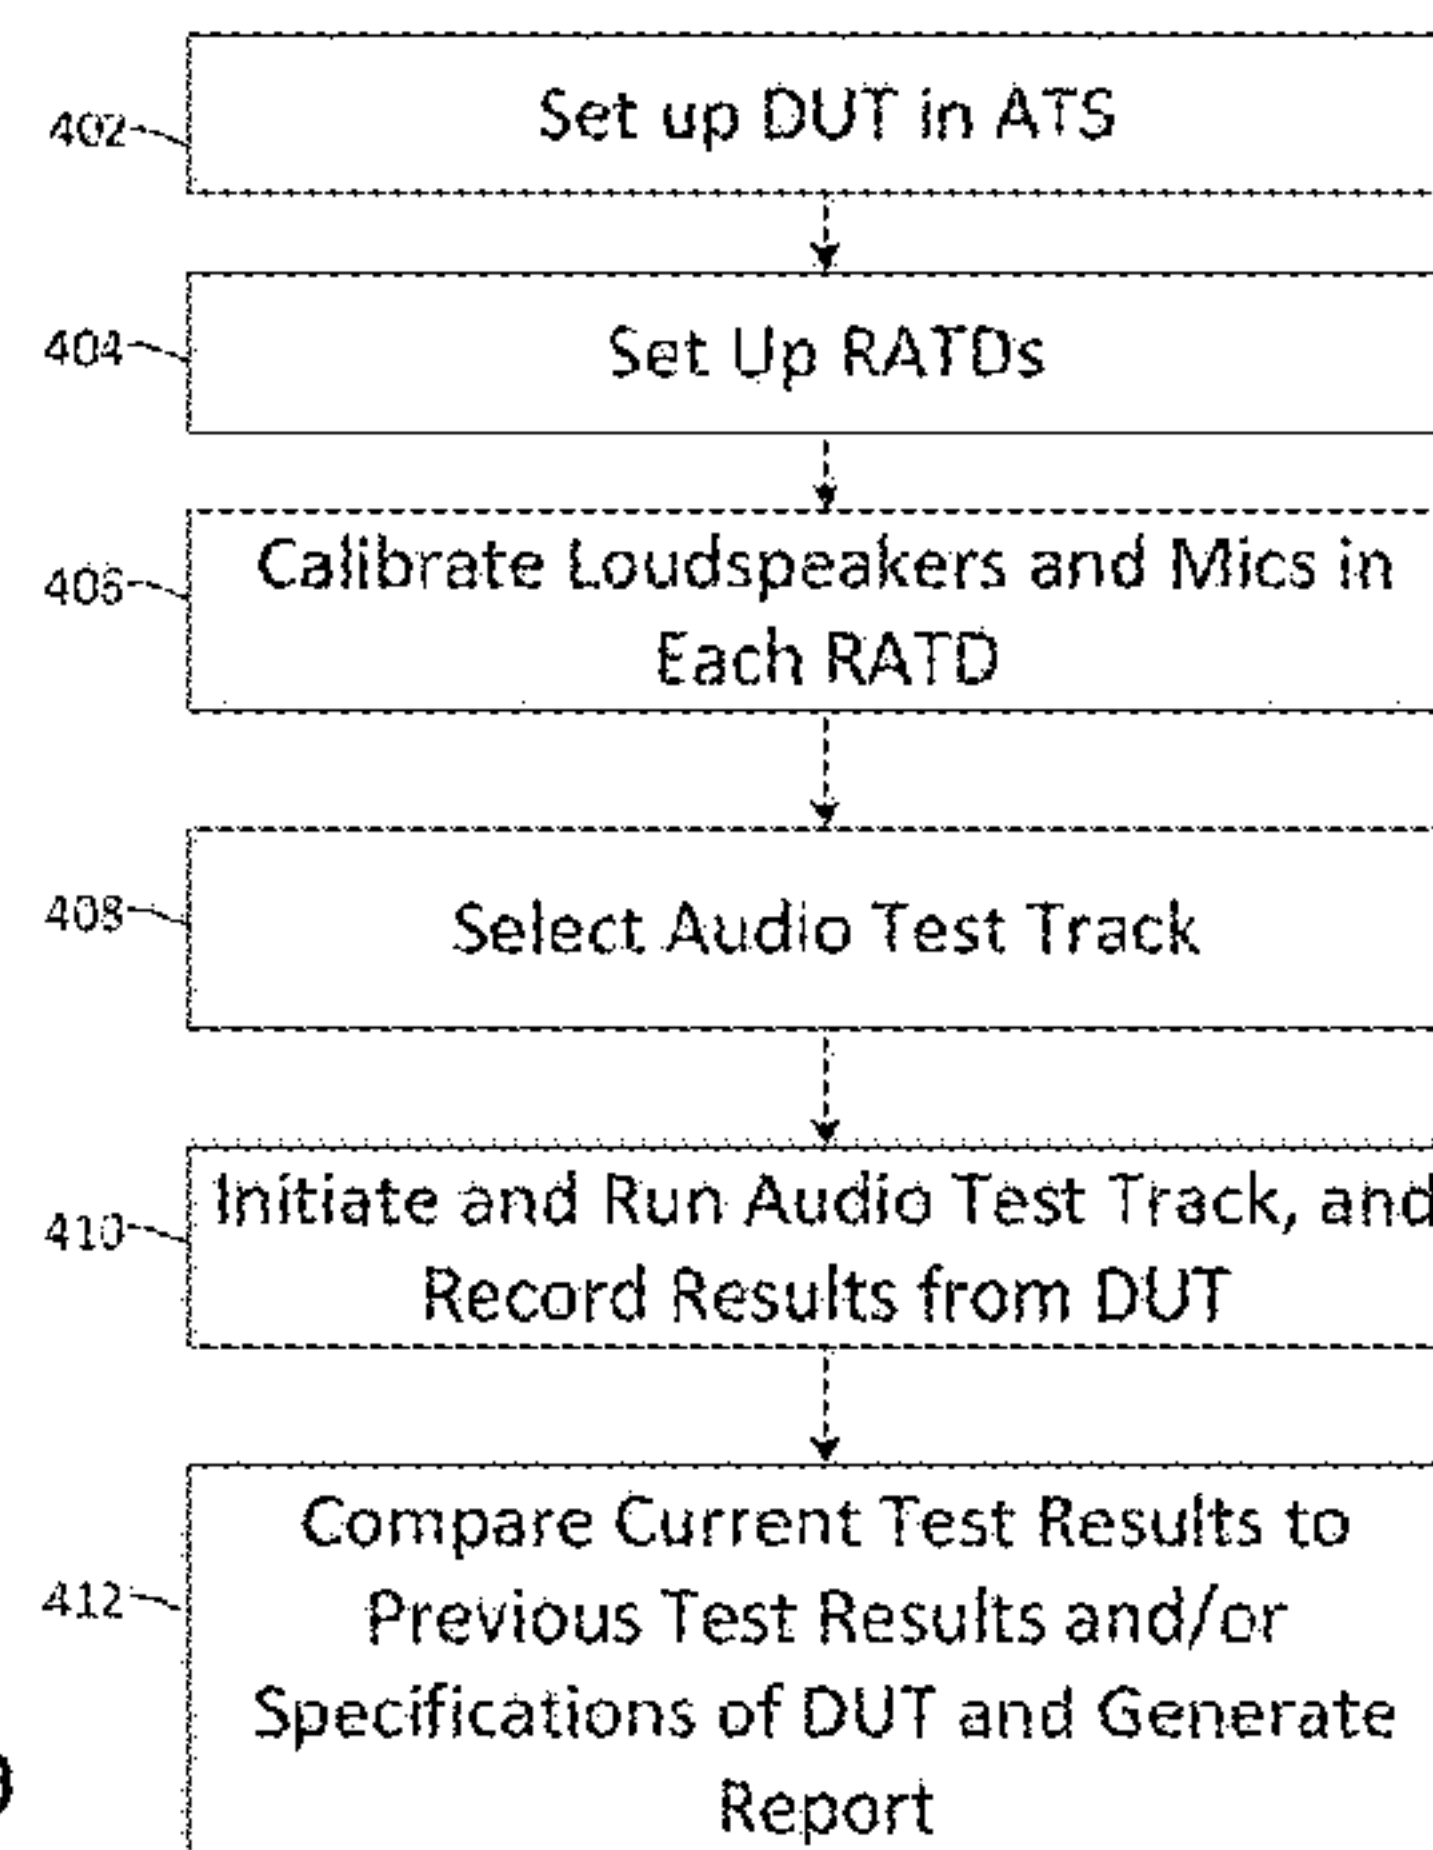 402
Set up DUT in ATS
404
Set Up RATDs
406
Calibrate Loudspeakers and Mics in
Each RATD
408
Select Audio Test Track
410
Initiate and Run Audio Test Track, and
Record Results from DUT
412
Compare Current Test Results to
Previous Test Results and/or
Specifications of DUT and Generate
Report